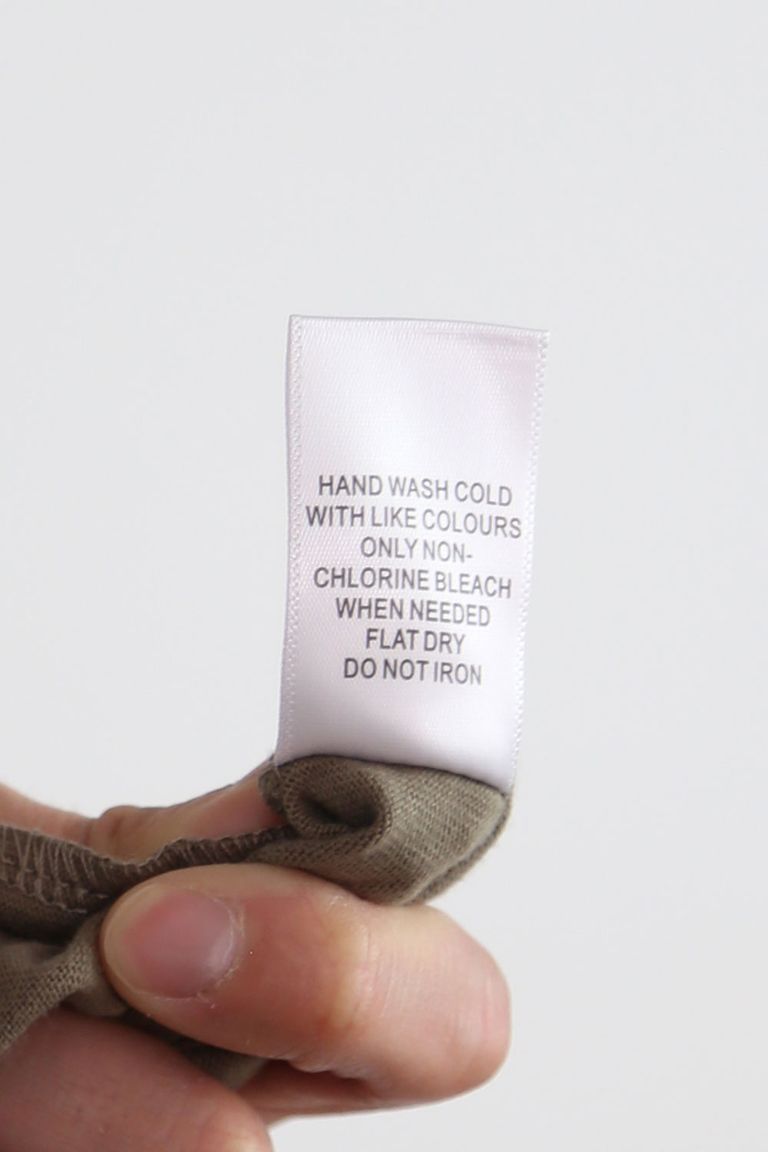 HAND WASH COLD
WITH LIKE COLOURS
ONLY NON-
CHLORINE BLEACH
WHEN NEEDED
FLAT DRY
DO NOT IRON